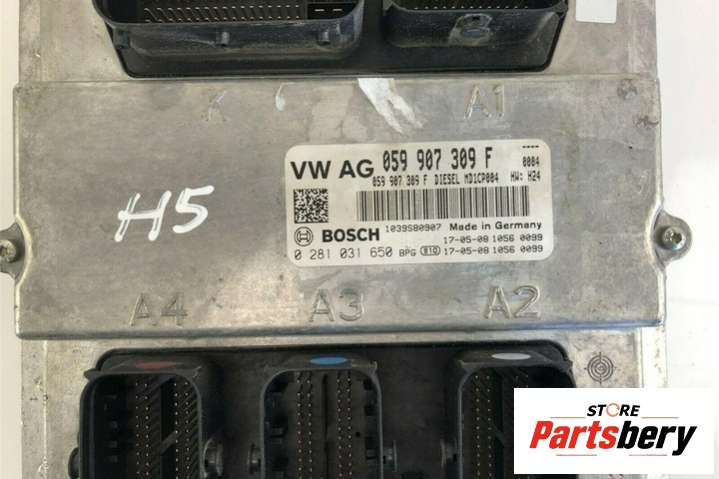 K A1
VW AG 059 907 309 F 0004
059 907 309 F DIESEL MD1CP004 HW: H24
H5
BOSCH 1039S80907 Made in Germany
17-05-08 1056 0099
0 281 031 650 BPG 810 17-05-08 1056 0099
A4 A3 A2
STORE
Partsbery